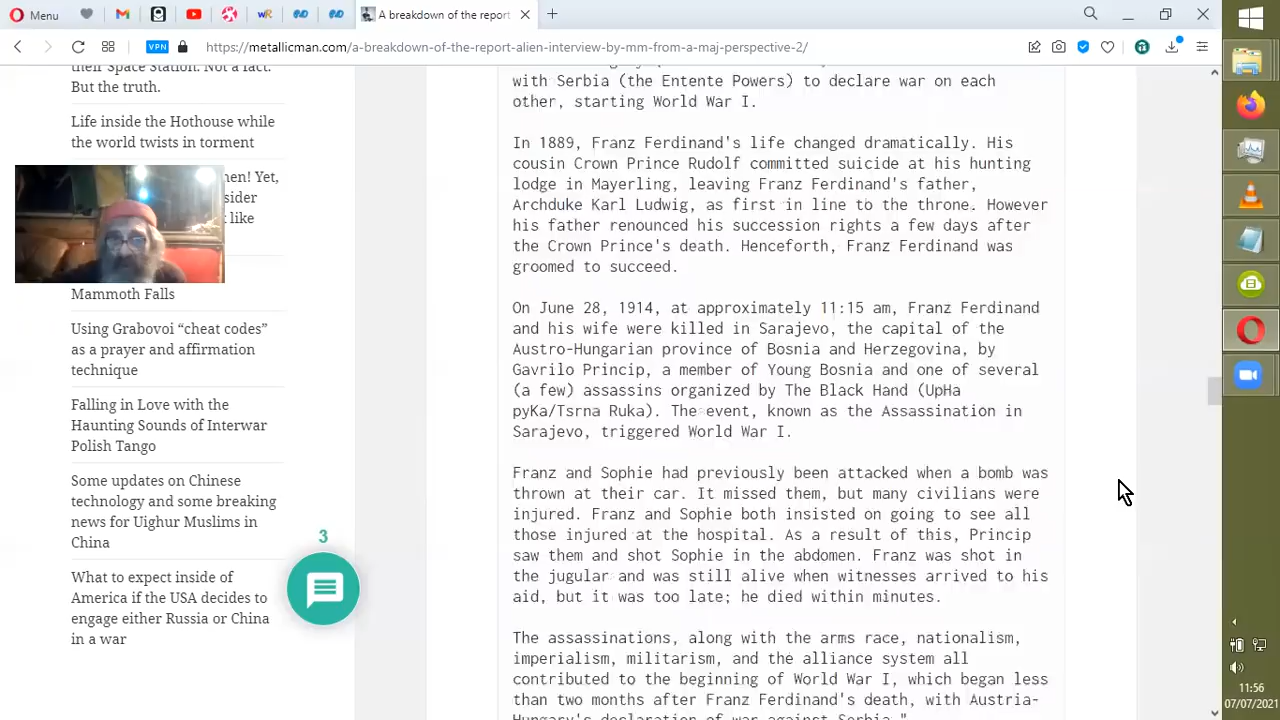 Menu
A breakdown of the report
https://metallicman.com/a-breakdown-of-the-report-alien-interview-by-mm-from-a-maj-perspective-2/
VPN
their Space Station. Not a fact.
But the truth.
Life inside the Hothouse while
the world twists in torment
Yet,
like
Mammoth Falls
Using Grabovoi “cheat codes”
as a prayer and affirmation
technique
Falling in Love with the
Haunting Sounds of Interwar
Polish Tango
Some updates on Chinese
technology and some breaking
news for Uighur Muslims in
China
What to expect inside of
America if the USA decides to
engage either Russia or China
in a war
3
with Serbia (the Entente Powers) to declare war on each
other, starting World War I.
In 1889, Franz Ferdinand's life changed dramatically. His
cousin Crown Prince Rudolf committed suicide at his hunting
lodge in Mayerling, leaving Franz Ferdinand's father,
Archduke Karl Ludwig, as first in line to the throne. However
his father renounced his succession rights a few days after
the Crown Prince's death. Henceforth, Franz Ferdinand was
groomed to succeed.
On June 28, 1914, at approximately 11:15 am, Franz Ferdinand
and his wife were killed in Sarajevo, the capital of the
Austro-Hungarian province of Bosnia and Herzegovina, by
Gavrilo Princip, a member of Young Bosnia and one of several
(a few) assassins organized by The Black Hand (UpHa
pyKa/Tsrna Ruka). The event, known as the Assassination in
Sarajevo, triggered World War I.
Franz and Sophie had previously been attacked when a bomb was
thrown at their car. It missed them, but many civilians were
injured. Franz and Sophie both insisted on going to see all
those injured at the hospital. As a result of this, Princip
saw them and shot Sophie in the abdomen. Franz was shot in
the jugular and was still alive when witnesses arrived to his
aid, but it was too late; he died within minutes.
The assassinations, along with the arms race, nationalism,
imperialism, militarism, and the alliance system all
contributed to the beginning of World War I, which began less
than two months after Franz Ferdinand's death, with Austria-
Hungary's declaration of war against Serbia."
11:56
07/07/2021